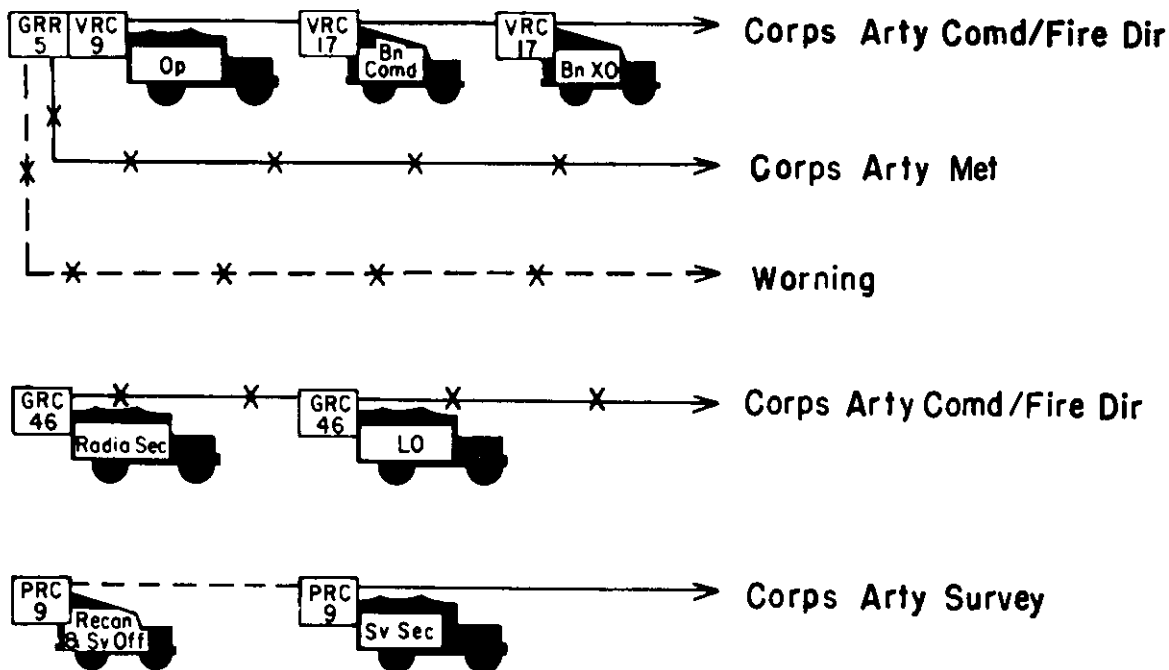 GRR VRC VRC VRC
5 9 17 17
Op Bn Comd Bn XO
Corps Arty Comd/Fire Dir
Corps Arty Met
Worning
GRC GRC
46 46
Radia Sec LO
Corps Arty Comd/Fire Dir
PRC PRC
9 9
Recan
& Sv Off Sv Sec
Corps Arty Survey